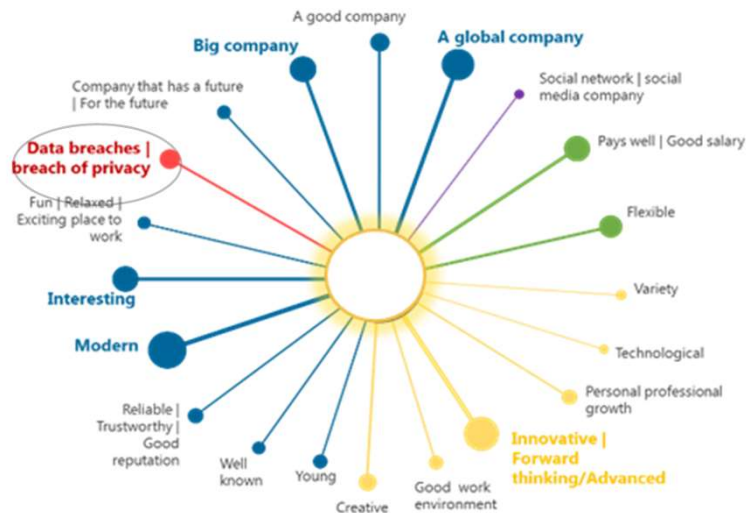 A good company
Big company
A global company
Company that has a future
| For the future
Social network | social
media company
Data breaches |
breach of privacy
Pays well | Good salary
Fun | Relaxed |
Exciting place to
work
Flexible
Interesting
Variety
Modern
Technological
Personal professional
growth
Reliable |
Trustworthy |
Good
reputation
Innovative |
Forward
thinking/Advanced
Well
known
Young
Creative
Good work
environment